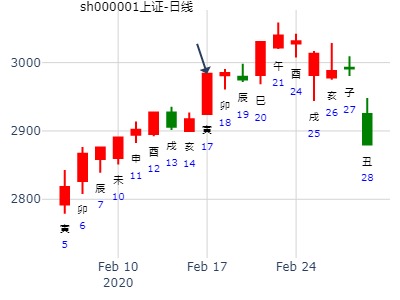 sh000001上证-日线
3000
2900
2800
寅
5
卯
6
辰
7
未
10
申
11
酉
12
戌
13
亥
14
寅
17
卯
18
辰
19
巳
20
午
21
酉
24
戌
25
亥
26
子
27
丑
28
Feb 10
2020
Feb 17
Feb 24